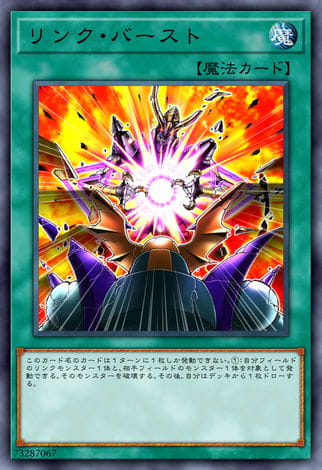 リンク・バースト
魔
【魔法カード】
このカード名のカードは1ターンに1枚しか発動できない。①:自分フィールド
のリンクモンスター1体と、相手フィールドのモンスター1体を対象として発
動できる。そのモンスターを破壊する。その後、自分はデッキから1枚ドローす
る。
73287067